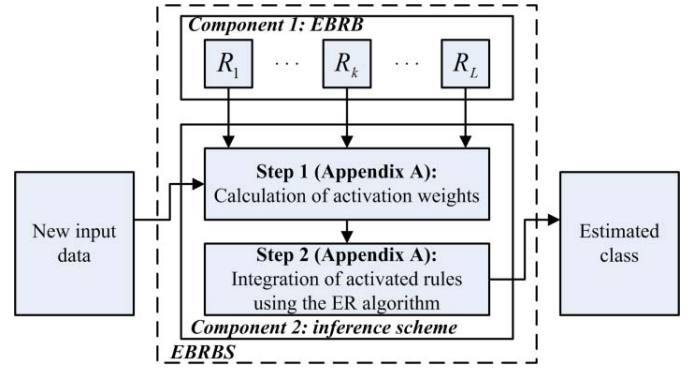 Component 1: EBRB
R1 ··· Rk ··· RL
Step 1 (Appendix A):
Calculation of activation weights
New input
data
Step 2 (Appendix A):
Integration of activated rules
using the ER algorithm
Estimated
class
Component 2: inference scheme
EBRBS